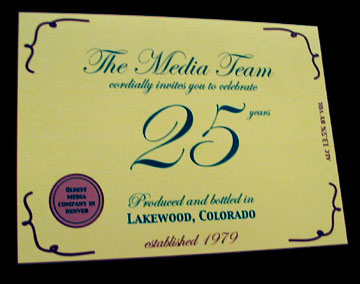 The Media Team
cordially invites you to celebrate
25 years
ALC 13.5% BY VOL
OLDEST
MEDIA
COMPANY IN
DENVER
Produced and bottled in
LAKEWOOD, COLORADO
established 1979